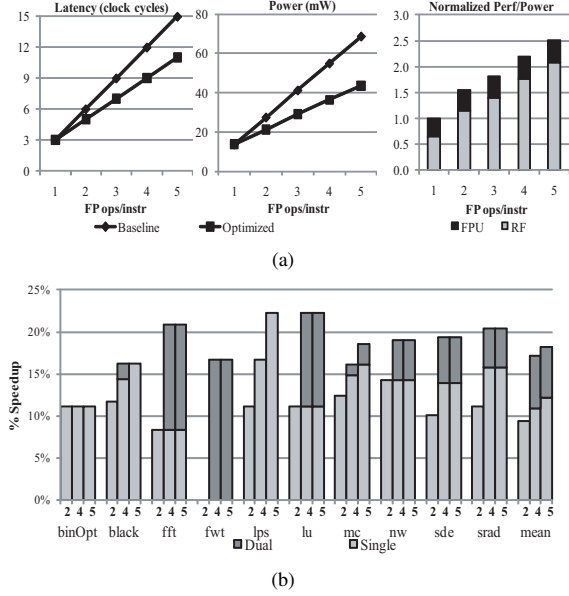 Latency (clock cycles)
15
12
9
6
3
0
1 2 3 4 5
FP ops/instr
Power (mW)
80
60
40
20
0
1 2 3 4 5
FP ops/instr
Baseline Optimized
Normalized Perf/Power
3.0
2.5
2.0
1.5
1.0
0.5
0.0
1 2 3 4 5
FP ops/instr
FPU RF
(a)
25%
20%
15%
10%
5%
0%
% Speedup
2 4 5 2 4 5 2 4 5 2 4 5 2 4 5 2 4 5 2 4 5 2 4 5 2 4 5 2 4 5 2 4 5
binOpt black fft fwt lps lu mc nw sde srad mean
Dual Single
(b)